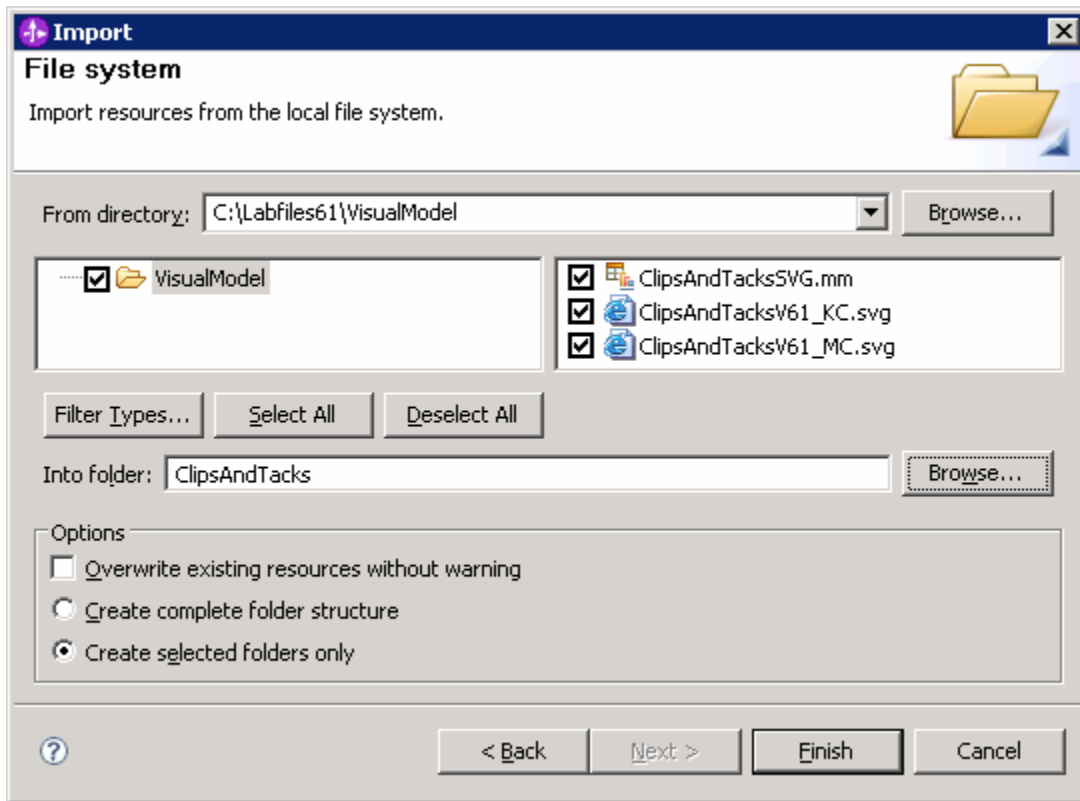 Import
File system
Import resources from the local file system.
From directory: C:\Labfiles61\VisualModel Browse...
VisualModel
ClipsAndTacksSVG.mm
ClipsAndTacksV61_KC.svg
ClipsAndTacksV61_MC.svg
Filter Types... Select All Deselect All
Into folder: ClipsAndTacks Browse...
Options
Overwrite existing resources without warning
Create complete folder structure
Create selected folders only
? < Back Next > Finish Cancel